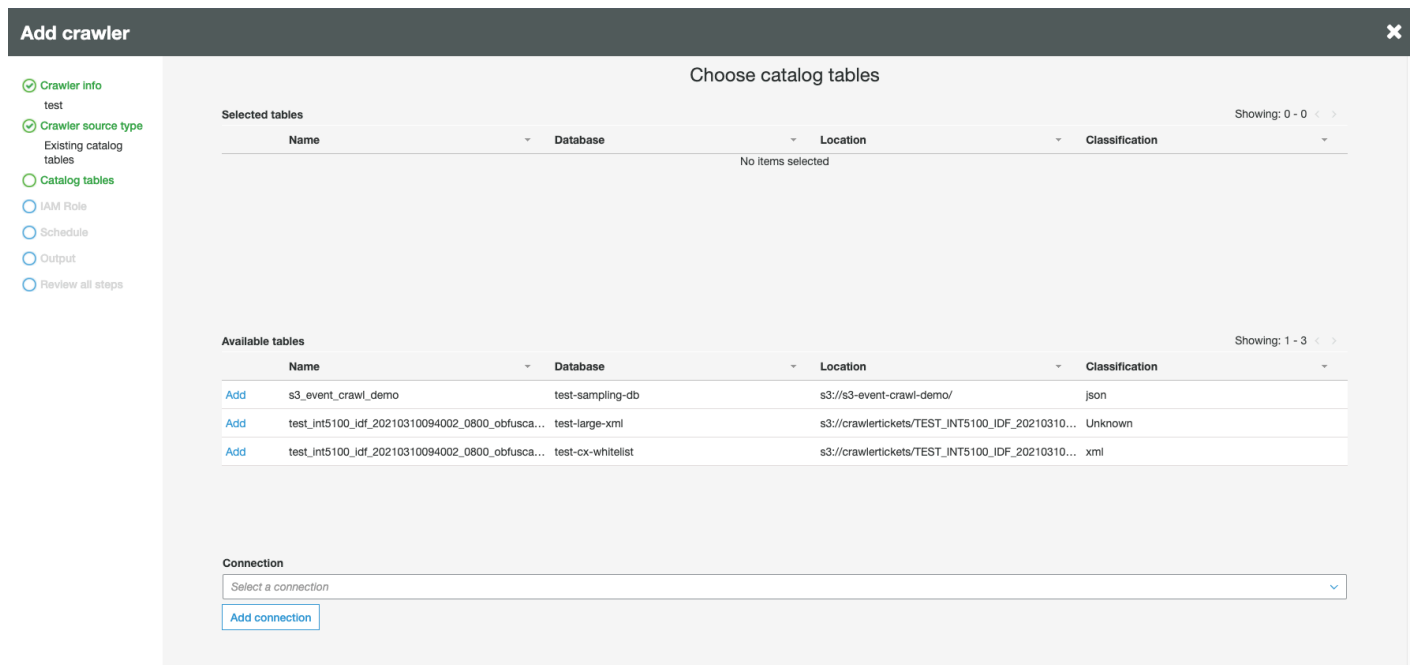 Add crawler
Crawler info
test
Crawler source type
Existing catalog
tables
Catalog tables
IAM Role
Schedule
Output
Review all steps
Choose catalog tables
Selected tables Showing: 0 - 0
Name Database Location Classification
No items selected
Available tables Showing: 1 - 3
Name Database Location Classification
Add s3_event_crawl_demo test-sampling-db s3://s3-event-crawl-demo/ json
Add test_int5100_idf_20210310094002_0800_obfusca... test-large-xml s3://crawlertickets/TEST_INT5100_IDF_20210310... Unknown
Add test_int5100_idf_20210310094002_0800_obfusca... test-cx-whitelist s3://crawlertickets/TEST_INT5100_IDF_20210310... xml
Connection
Select a connection
Add connection